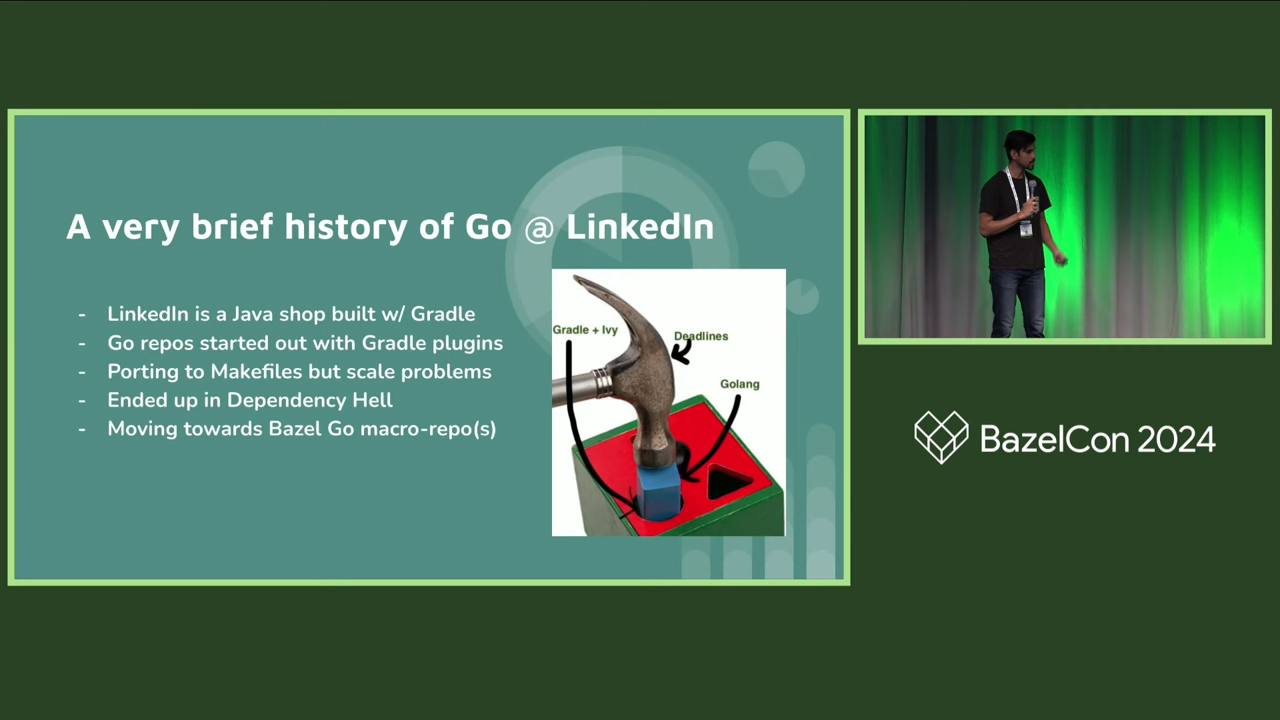 A very brief history of Go @ LinkedIn
- LinkedIn is a Java shop built w/ Gradle
- Go repos started out with Gradle plugins
- Porting to Makefiles but scale problems
- Ended up in Dependency Hell
- Moving towards Bazel Go macro-repo(s)
Gradle + Ivy
Deadlines
Golang
BazelCon 2024